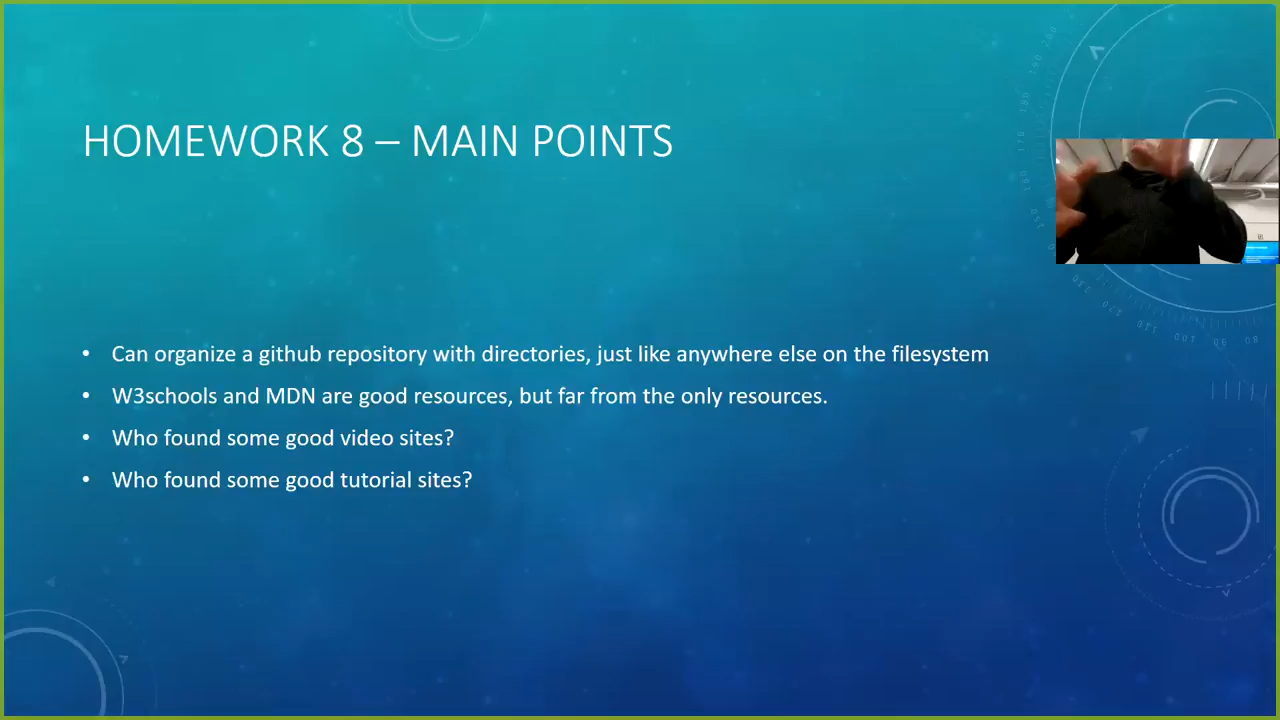 HOMEWORK 8 – MAIN POINTS
• Can organize a github repository with directories, just like anywhere else on the filesystem
• W3schools and MDN are good resources, but far from the only resources.
• Who found some good video sites?
• Who found some good tutorial sites?